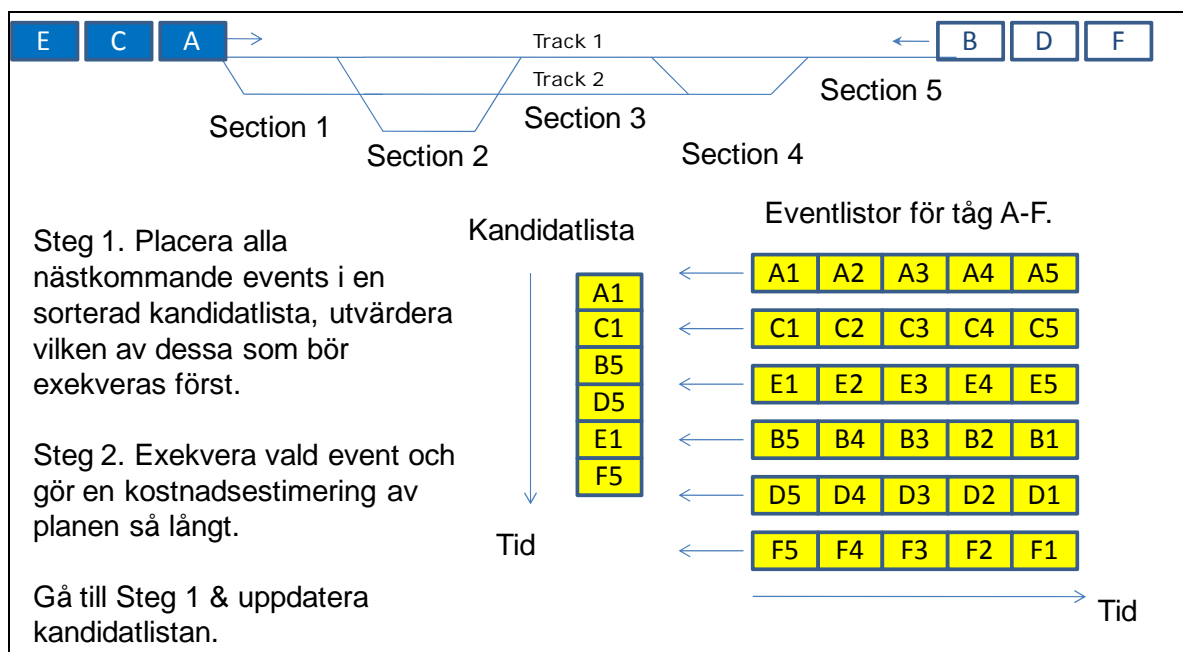 E C A Track 1 B D F
Track 2
Section 1
Section 2
Section 3
Section 4
Section 5
Steg 1. Placera alla
nästkommande events i en
sorterad kandidatlista, utvärdera
vilken av dessa som bör
exekveras först.
Steg 2. Exekvera vald event och
gör en kostnadsestimering av
planen så långt.
Gå till Steg 1 & uppdatera
kandidatlistan.
Kandidatlista
A1
C1
B5
D5
E1
F5
Tid
Eventlistor för tåg A-F.
A1 A2 A3 A4 A5
C1 C2 C3 C4 C5
E1 E2 E3 E4 E5
B5 B4 B3 B2 B1
D5 D4 D3 D2 D1
F5 F4 F3 F2 F1
Tid